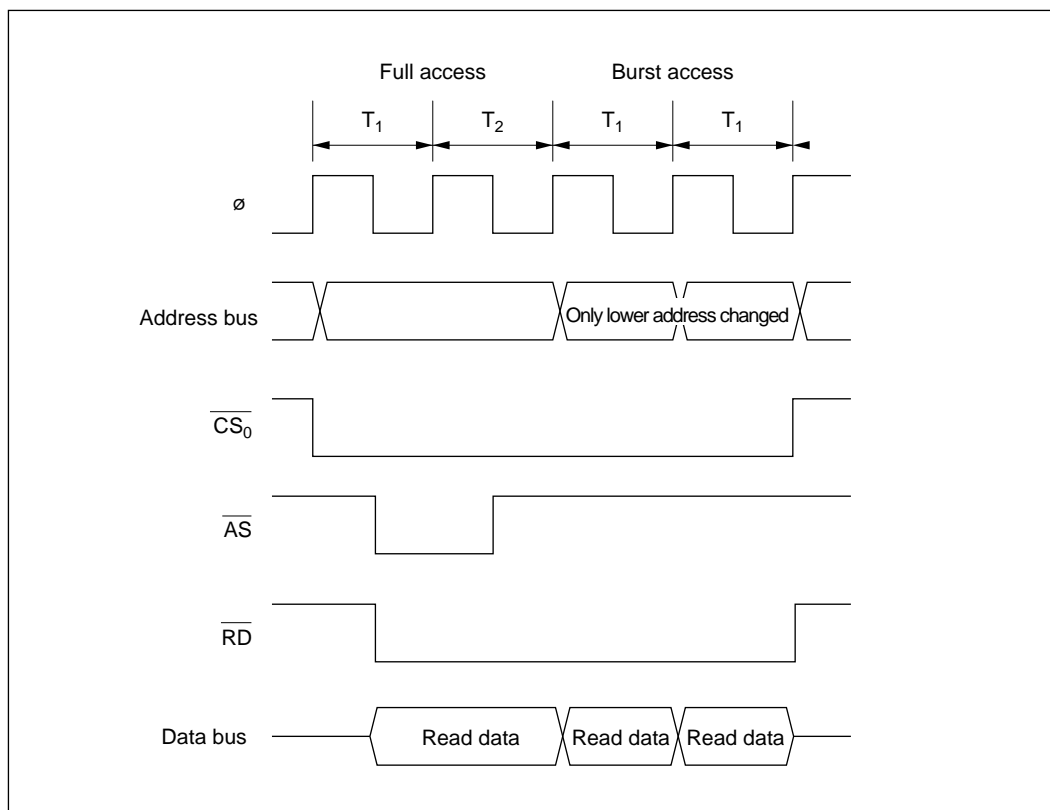 Full access Burst access
T1 T2 T1 T1
ø
Address bus Only lower address changed
CS0
AS
RD
Data bus Read data Read data Read data